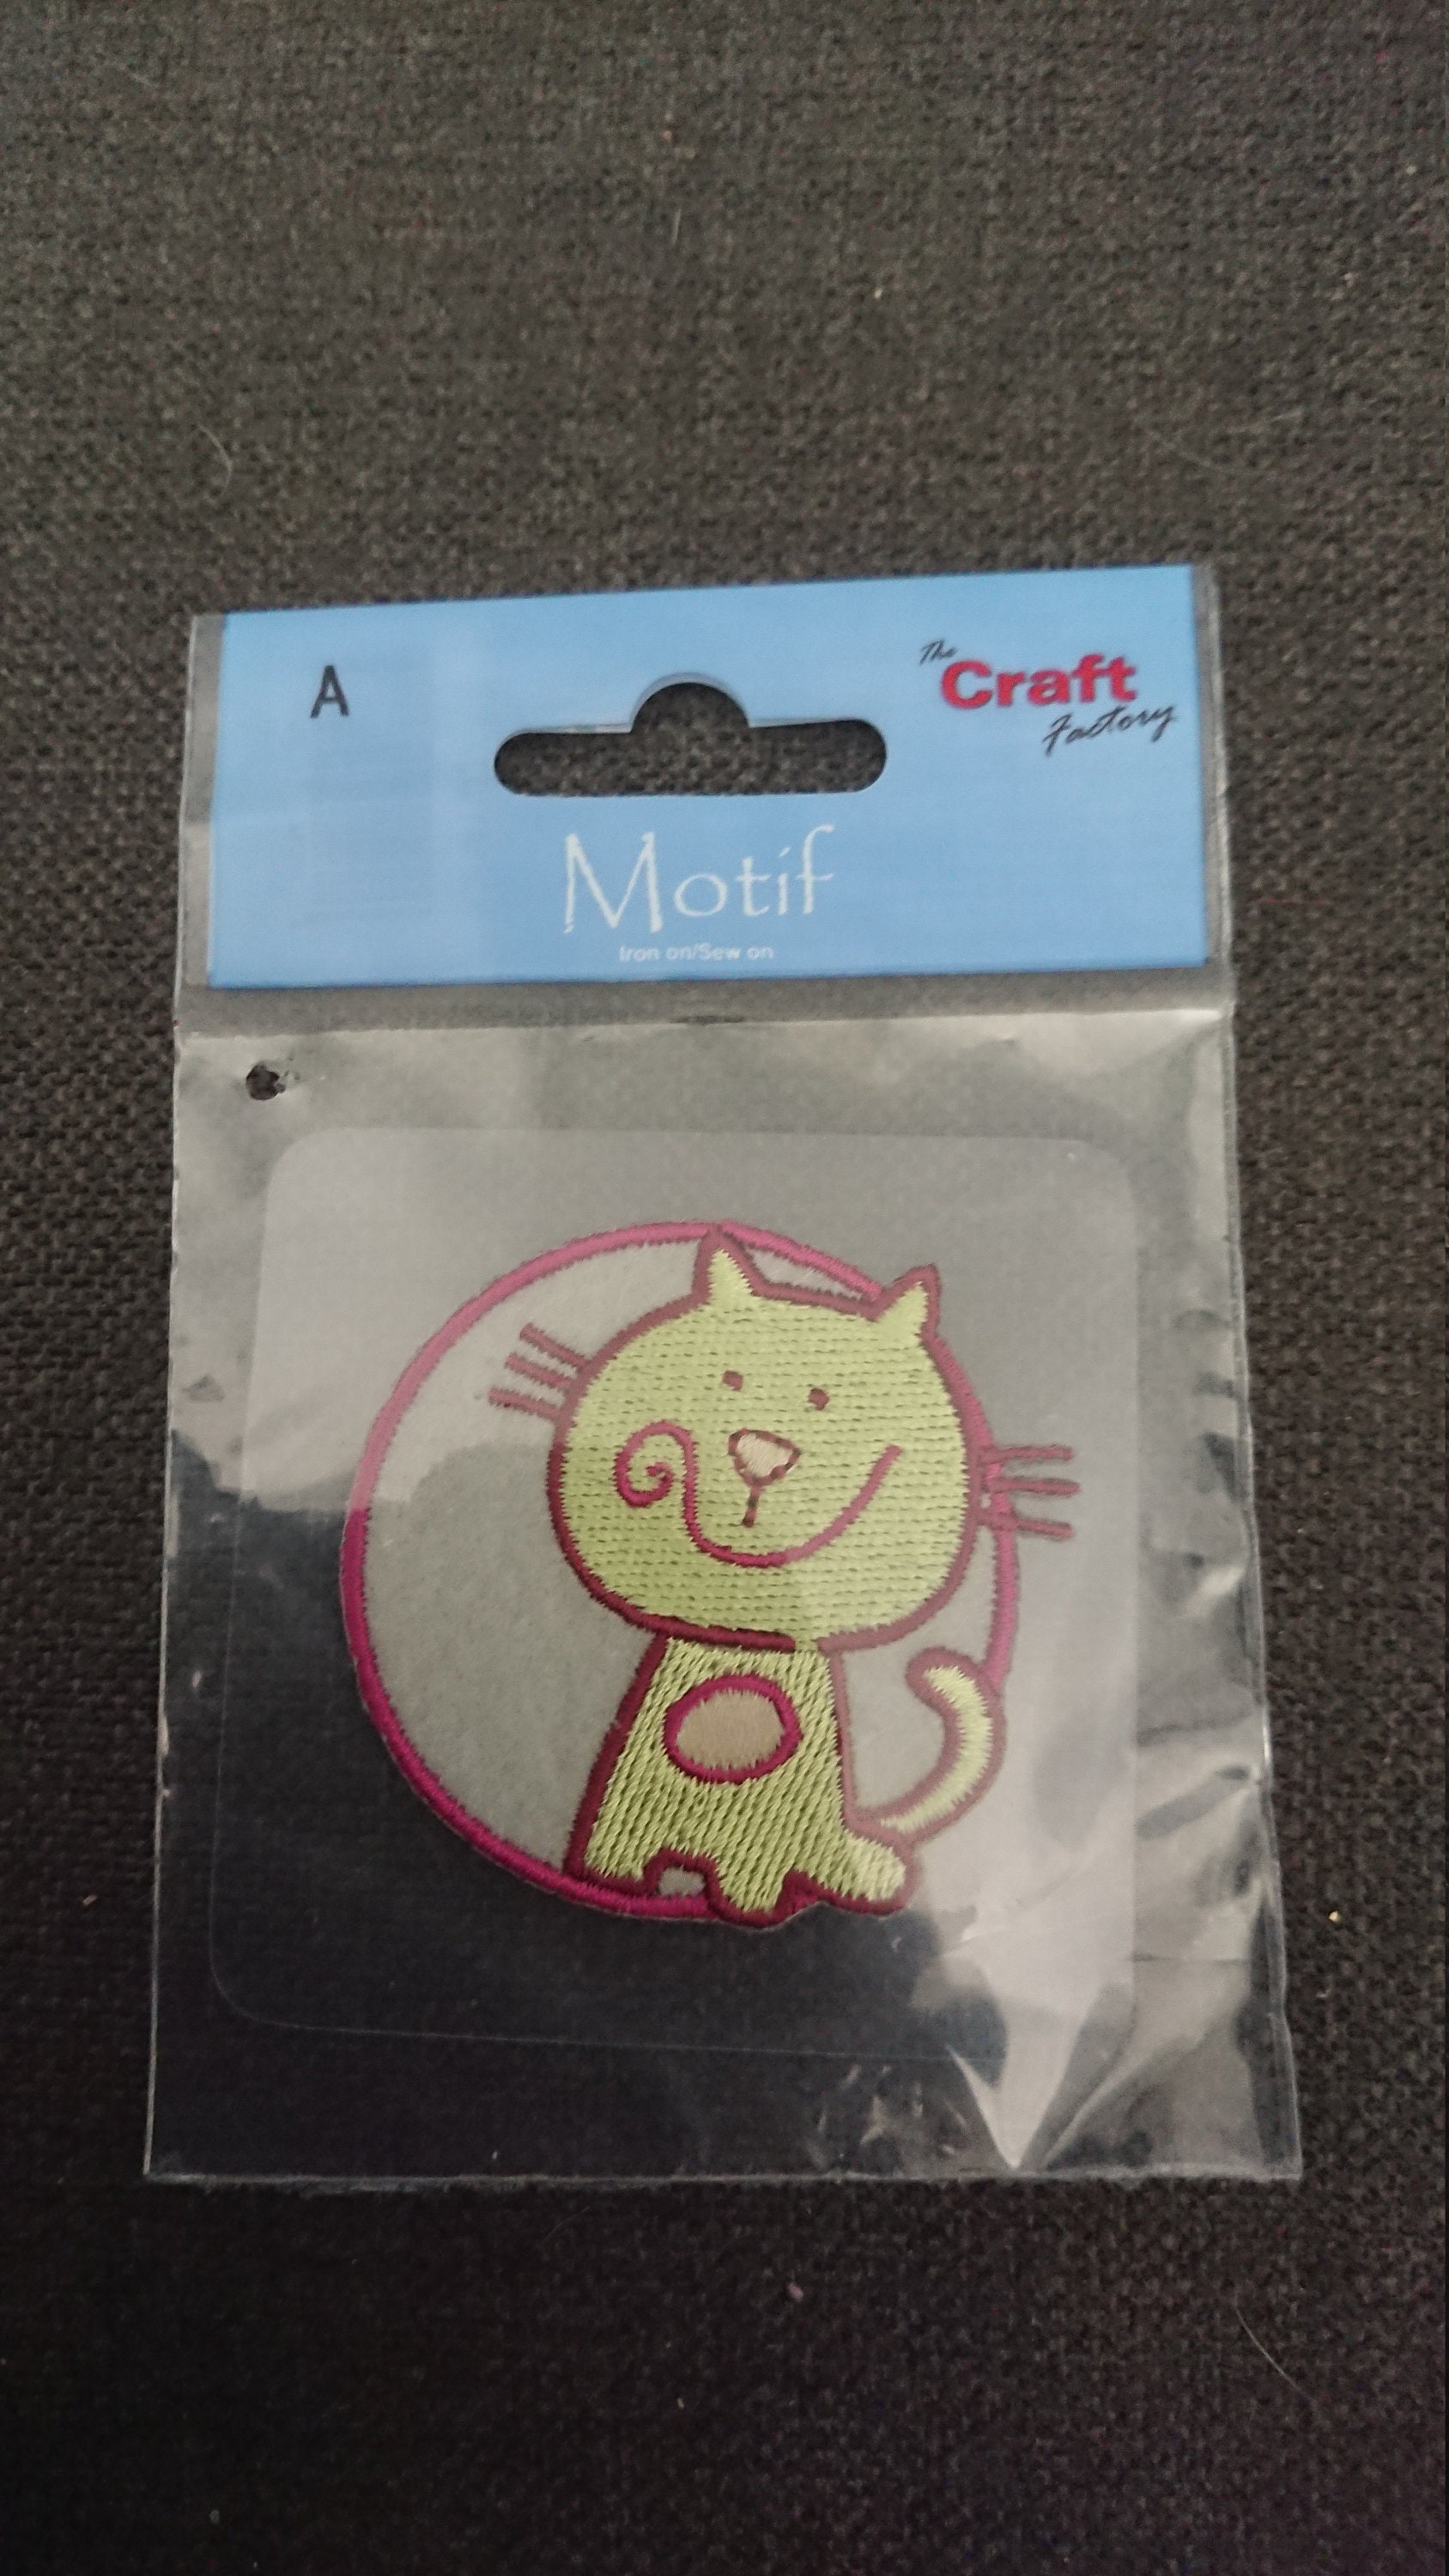 A
The
Craft
Factory
Motif
Iron on/Sew on